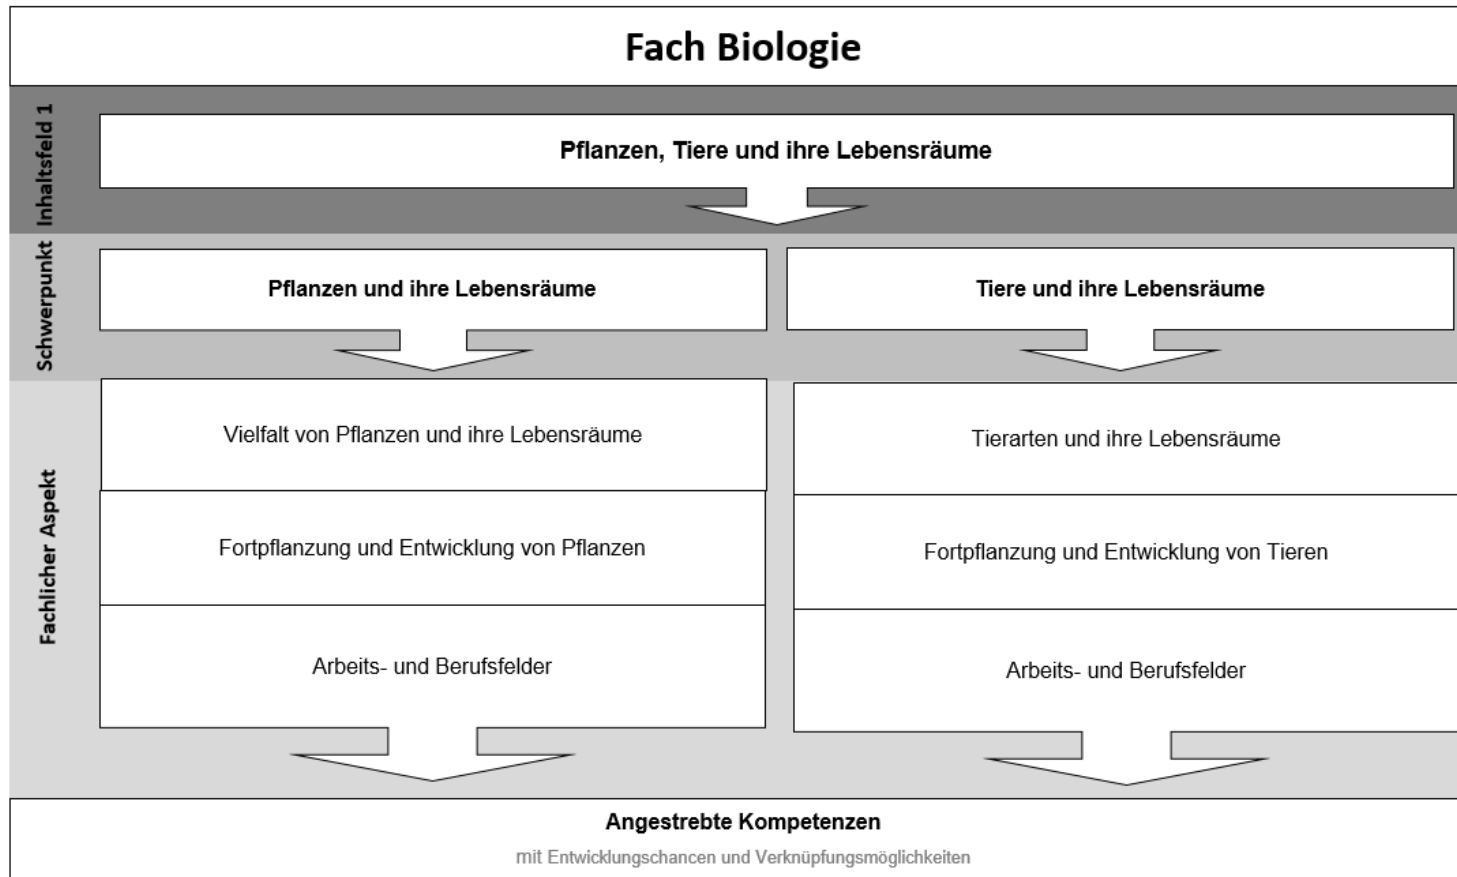 Fach Biologie
Inhaltsfeld 1
Pflanzen, Tiere und ihre Lebensräume
Schwerpunkt
Pflanzen und ihre Lebensräume
Tiere und ihre Lebensräume
Fachlicher Aspekt
Vielfalt von Pflanzen und ihre Lebensräume
Fortpflanzung und Entwicklung von Pflanzen
Arbeits- und Berufsfelder
Tierarten und ihre Lebensräume
Fortpflanzung und Entwicklung von Tieren
Arbeits- und Berufsfelder
Angestrebte Kompetenzen
mit Entwicklungschancen und Verknüpfungsmöglichkeiten